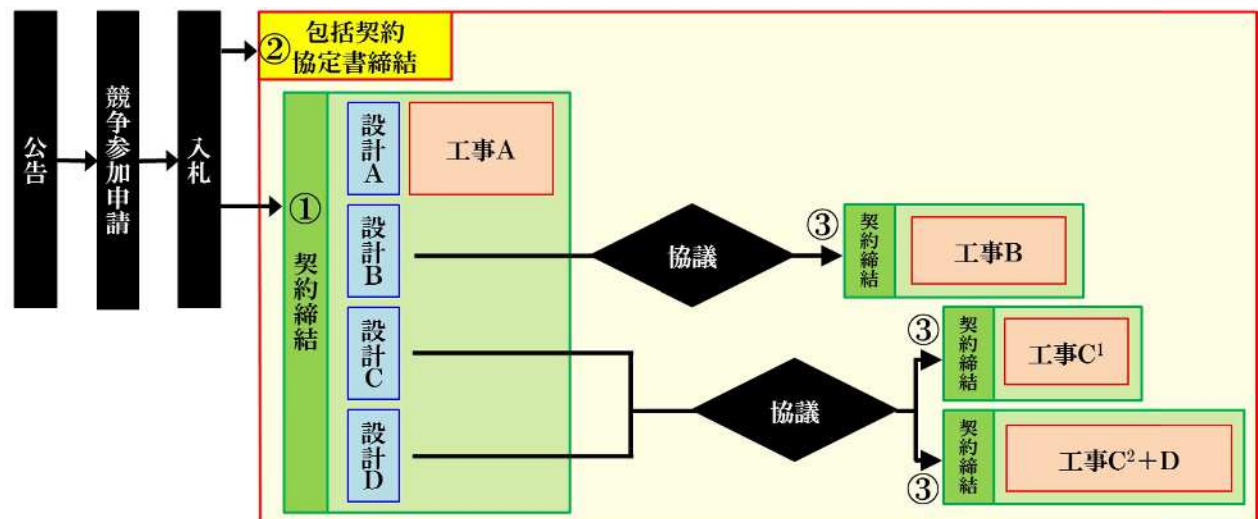 公告
競争参加申請
入札
②包括契約
協定書締結
①契約締結
設計A
工事A
設計B
協議
③
契約締結
工事B
設計C
設計D
協議
③
契約締結
工事C¹
③
契約締結
工事C²+D